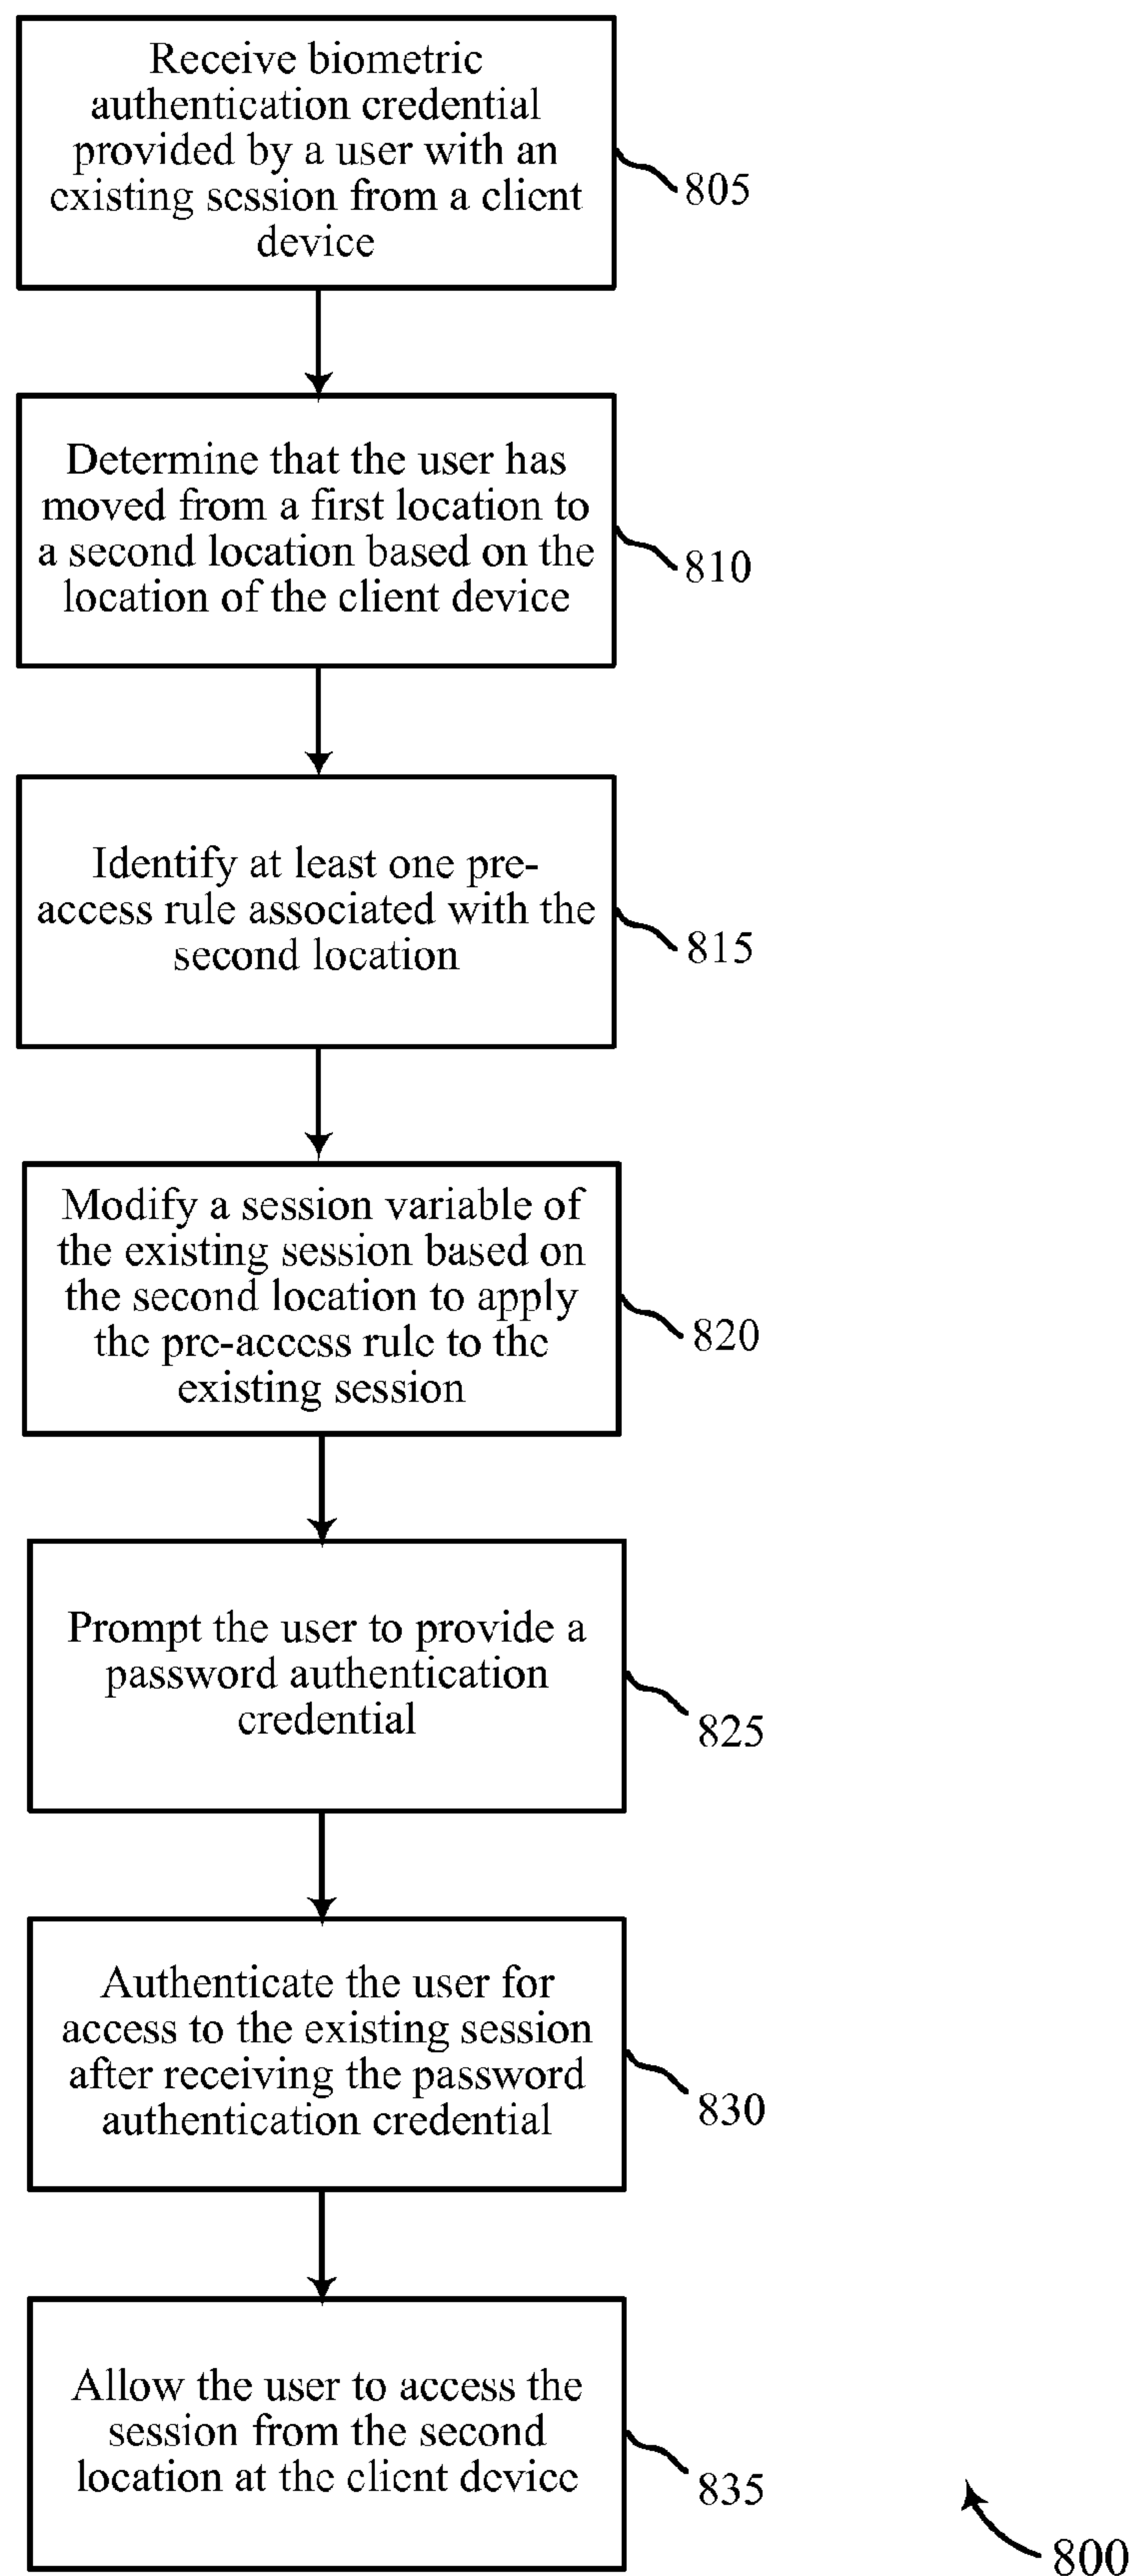 Receive biometric
authentication credential
provided by a user with an
existing session from a client
device
805
Determine that the user has
moved from a first location to
a second location based on the
location of the client device
810
Identify at least one pre-
access rule associated with the
second location
815
Modify a session variable of
the existing session based on
the second location to apply
the pre-access rule to the
existing session
820
Prompt the user to provide a
password authentication
credential
825
Authenticate the user for
access to the existing session
after receiving the password
authentication credential
830
Allow the user to access the
session from the second
location at the client device
835
800